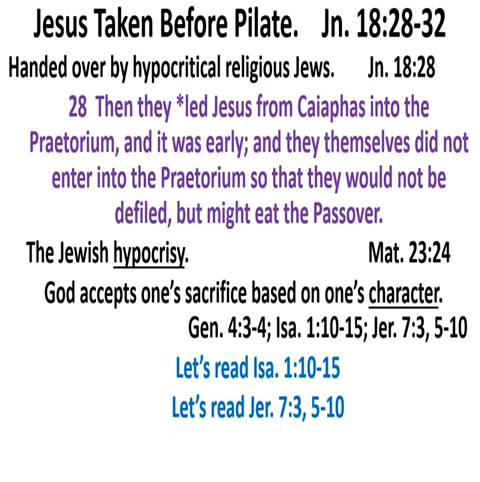 Jesus Taken Before Pilate. Jn. 18:28-32
Handed over by hypocritical religious Jews. Jn. 18:28
28 Then they *led Jesus from Caiaphas into the
Praetorium, and it was early; and they themselves did not
enter into the Praetorium so that they would not be
defiled, but might eat the Passover.
The Jewish hypocrisy. Mat. 23:24
God accepts one's sacrifice based on one's character.
Gen. 4:3-4; Isa. 1:10-15; Jer. 7:3, 5-10
Let's read Isa. 1:10-15
Let's read Jer. 7:3, 5-10